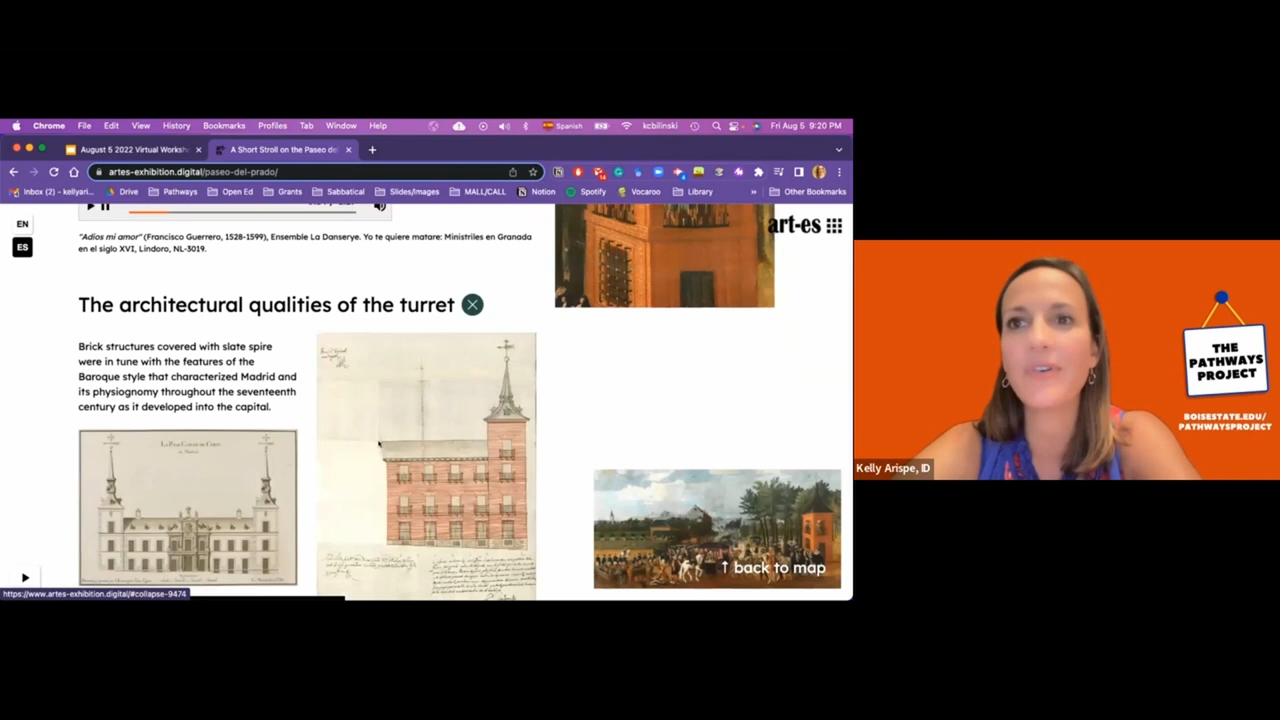 Chrome File Edit View History Bookmarks Profiles Tab Window Help Spanish kcbilinski Fri Aug 5 9:20 PM
August 5 2022 Virtual Worksh A Short Stroll on the Paseo de
artes-exhibition.digital/paseo-del-prado/
Inbox (2) - kellyari... Drive Pathways Open Ed Grants Sabbatical Slides/Images MALL/CALL Notion Spotify Vocaroo Library Other Bookmarks
EN
ES
art-es
"Adíos mi amor" (Francisco Guerrero, 1528-1599), Ensemble La Danserye. Yo te quiere matare: Ministriles en Granada
en el siglo XVI, Lindoro, NL-3019.
The architectural qualities of the turret
Brick structures covered with slate spire
were in tune with the features of the
Baroque style that characterized Madrid and
its physiognomy throughout the seventeenth
century as it developed into the capital.
↑ back to map
https://www.artes-exhibition.digital/#collapse-9474
THE
PATHWAYS
PROJECT
BOISESTATE.EDU/
PATHWAYSPROJECT
Kelly Arispe, ID